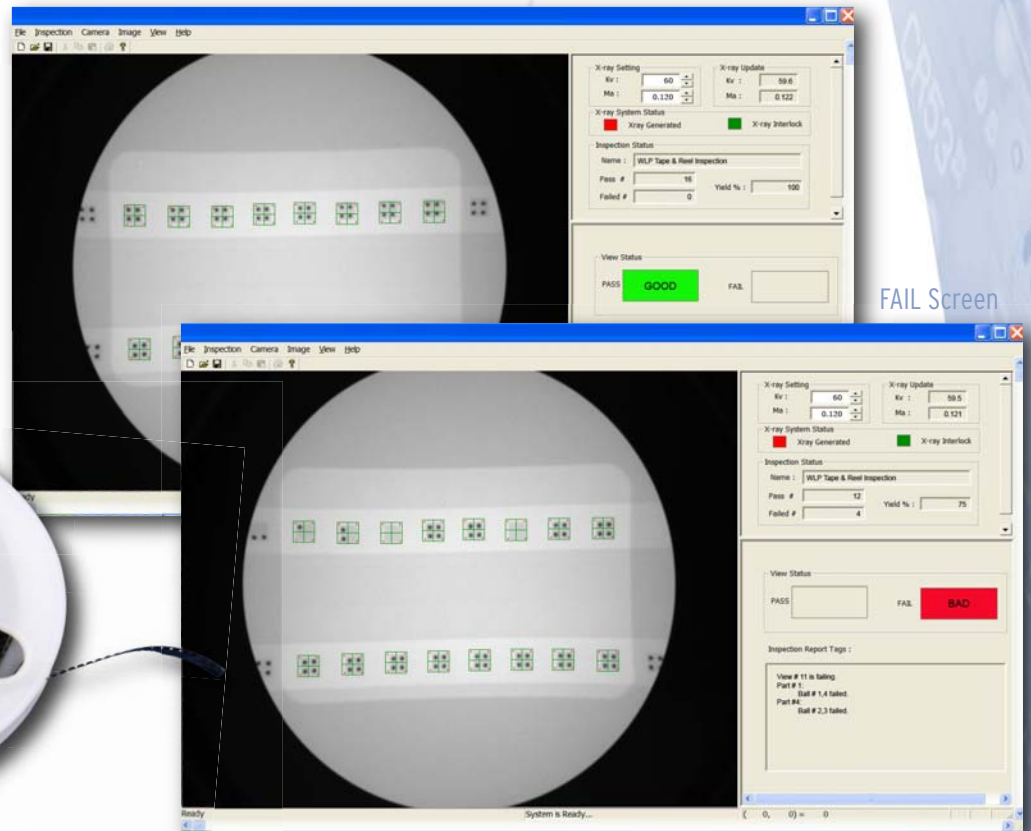 File Inspection Camera Image View Help
X-ray Setting
X-ray Update
Kv : 60
Kv : 59.6
Ma : 0.120
Ma : 0.122
X-ray System Status
Xray Generated
X-ray Interlock
Inspection Status
Name : WLP Tape & Reel Inspection
Pass # 16
Yield % : 100
Failed # 0
View Status
PASS GOOD
FAIL
FAIL Screen
File Inspection Camera Image View Help
X-ray Setting
X-ray Update
Kv : 60
Kv : 59.5
Ma : 0.120
Ma : 0.121
X-ray System Status
Xray Generated
X-ray Interlock
Inspection Status
Name : WLP Tape & Reel Inspection
Pass # 12
Yield % : 75
Failed # 4
View Status
PASS
FAIL BAD
Inspection Report Tags :
View # 11 is failing.
Part # 1:
Ball # 1,4 failed.
Part #4:
Ball # 2,3 failed.
Ready
System is Ready...
( 0, 0) = 0